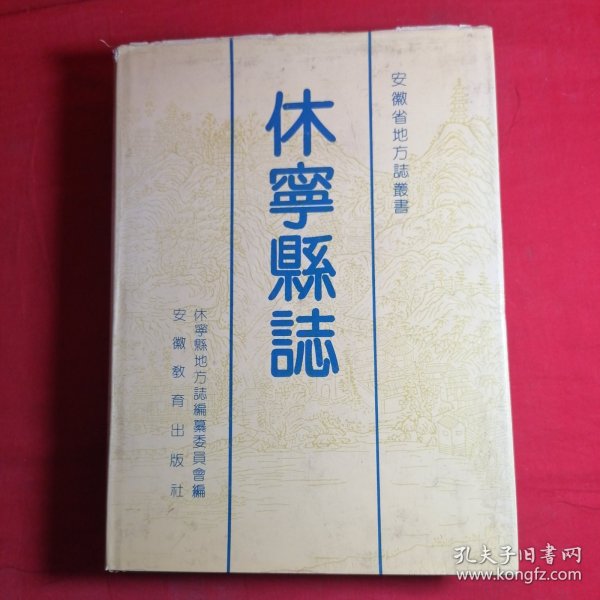 安徽省地方誌叢書
休寧縣誌
休寧縣地方誌編纂委員會編
安徽教育出版社
孔夫子旧書网
www.kongfz.com